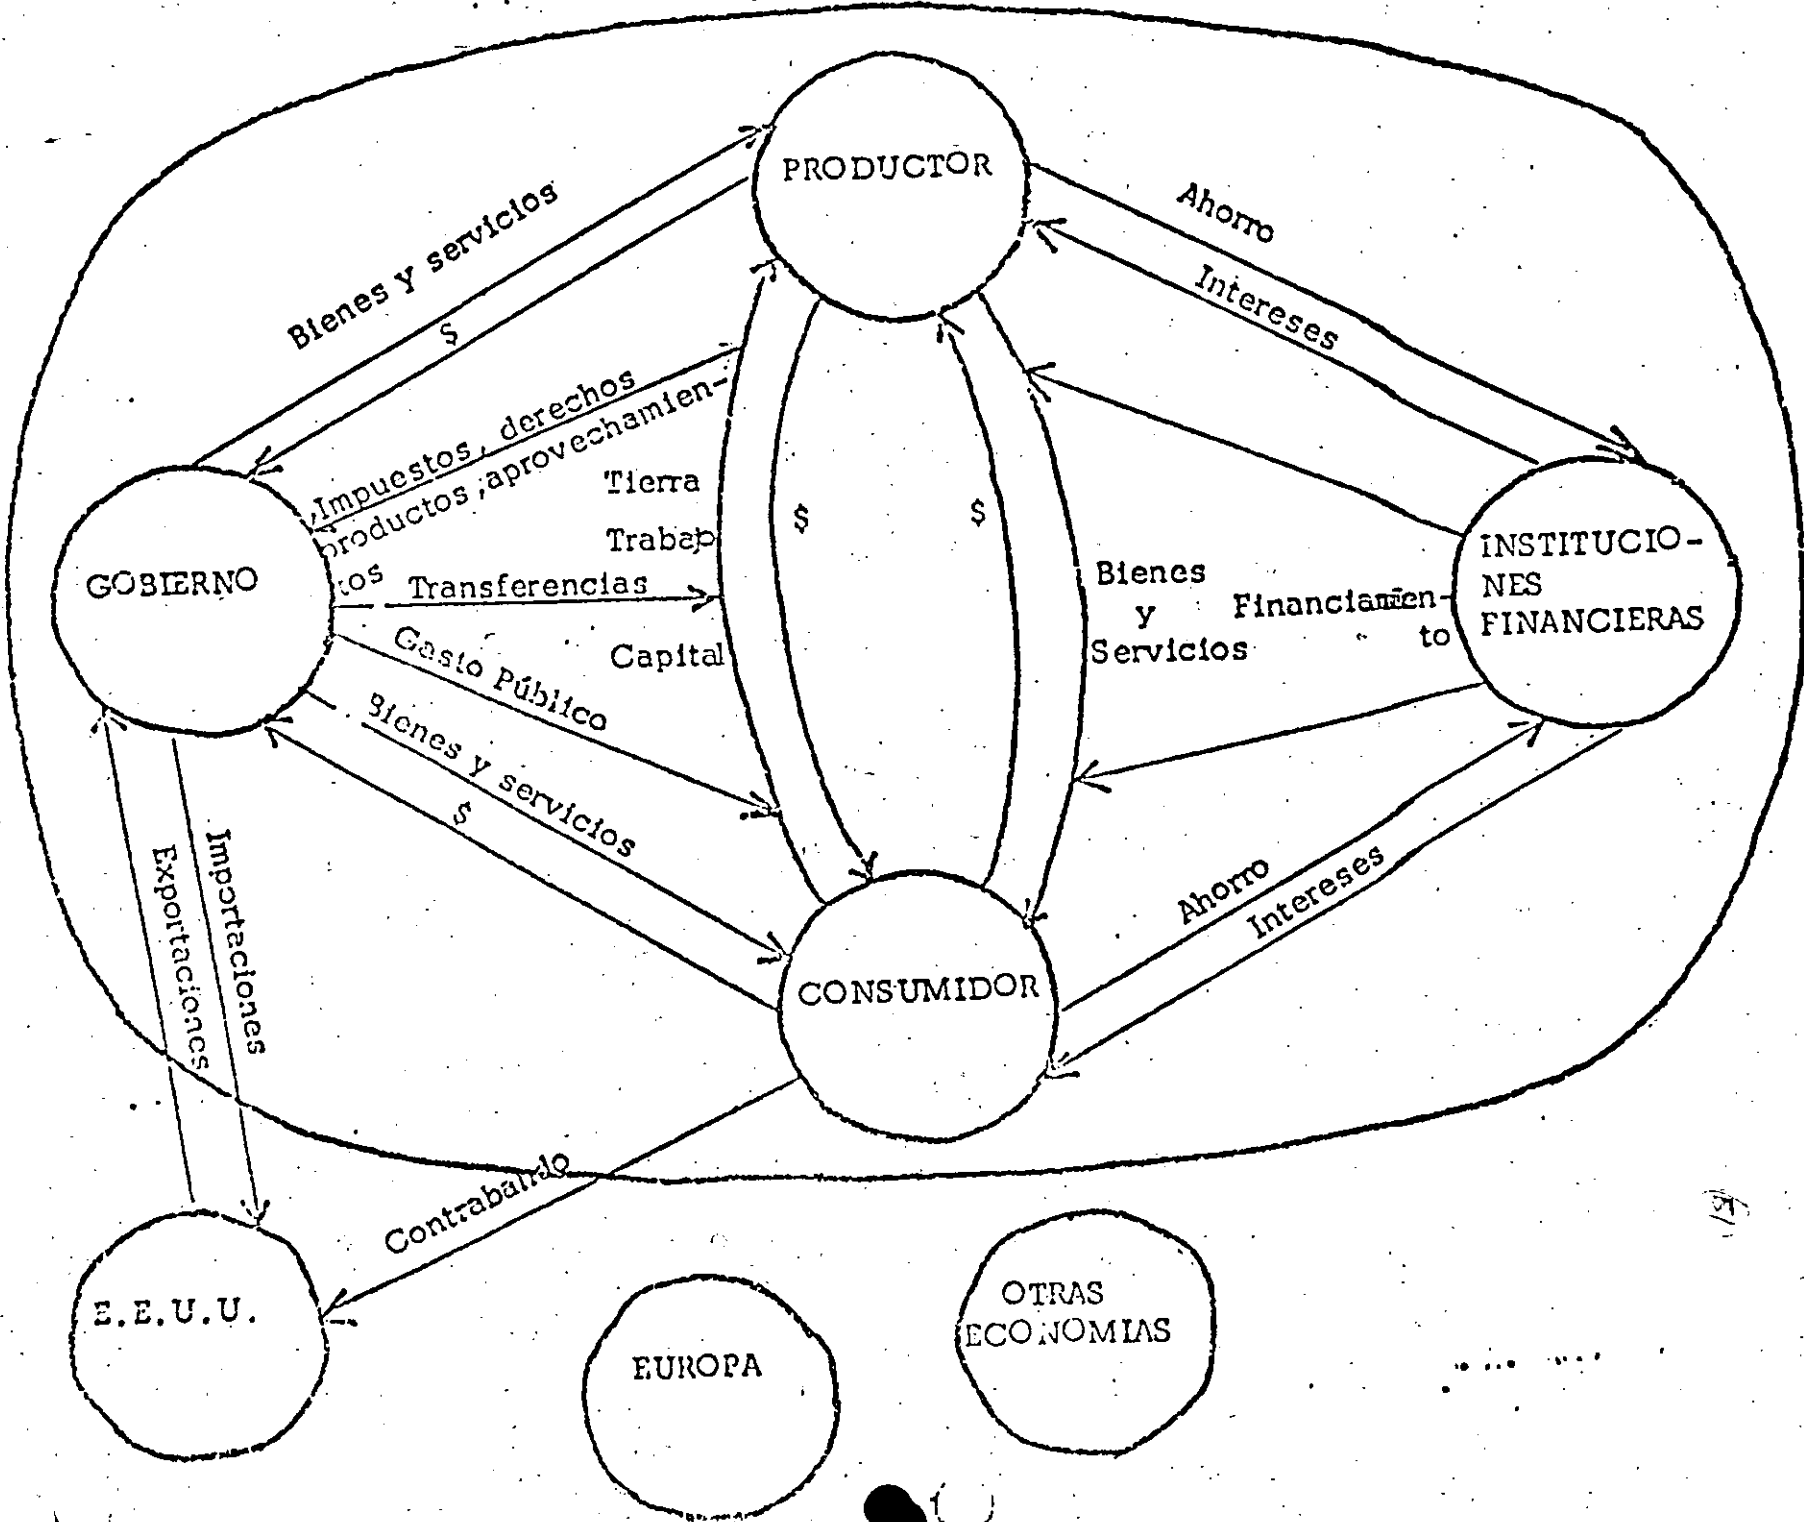 PRODUCTOR
Ahorro
Intereses
Bienes y servicios
$
Impuestos, derechos
productos, aprovechamien-
tos
Tierra
Trabajo
Capital
$
$
Transferencias
Gasto Público
Bienes y servicios
$
GOBIERNO
Bienes
y
Servicios
Financiamien-
to
INSTITUCIO-
NES
FINANCIERAS
Ahorro
Intereses
CONSUMIDOR
Importaciones
Exportaciones
Contrabando
E.E.U.U.
EUROPA
OTRAS
ECONOMIAS